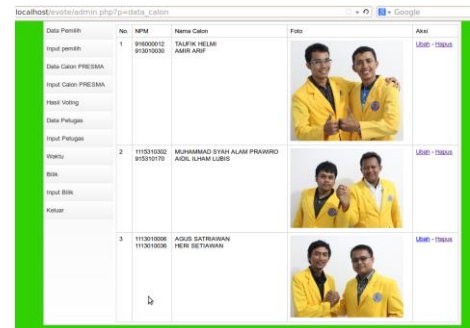 localhost/evote/admin.php?p=data_calon
Google
Data Pemilih
Input pemilih
Data Calon PRESMA
Input Calon PRESMA
Hasil Voting
Data Petugas
Input Petugas
Waktu
Bilik
Input Bilik
Keluar
No. NPM Nama Calon Foto Aksi
1 916000012 TAUFIK HELMI Ubah - Hapus
913010030 AMIR ARIF
2 1115310302 MUHAMMAD SYAH ALAM PRAWIRO Ubah - Hapus
915310170 AIDIL ILHAM LUBIS
3 1113010006 AGUS SATRIAWAN Ubah - Hapus
1113010036 HERI SETIAWAN